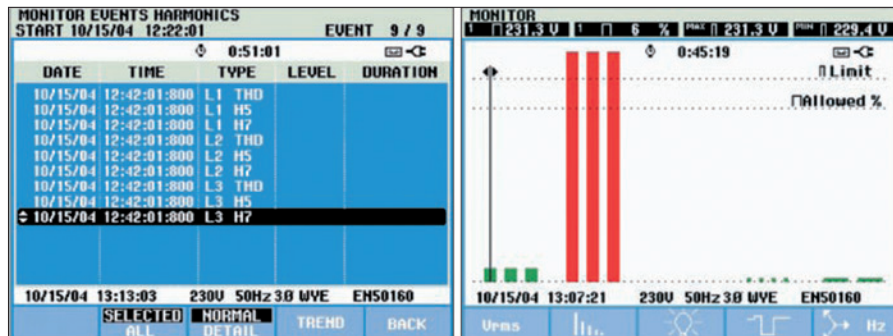 MONITOR EVENTS HARMONICS
START 10/15/04 12:22:01 EVENT 9 / 9
0:51:01
DATE TIME TYPE LEVEL DURATION
10/15/04 12:42:01:800 L1 THD
10/15/04 12:42:01:800 L1 H5
10/15/04 12:42:01:800 L1 H7
10/15/04 12:42:01:800 L2 THD
10/15/04 12:42:01:800 L2 H5
10/15/04 12:42:01:800 L2 H7
10/15/04 12:42:01:800 L3 THD
10/15/04 12:42:01:800 L3 H5
10/15/04 12:42:01:800 L3 H7
10/15/04 13:13:03 230V 50Hz 3Ø WYE EN50160
SELECTED NORMAL TREND BACK
ALL DETAIL
MONITOR
1 231.3 V 1 6 % MAX 231.3 V MIN 229.4 V
0:45:19
Limit
Allowed %
10/15/04 13:07:21 230V 50Hz 3Ø WYE EN50160
Vrms Hz